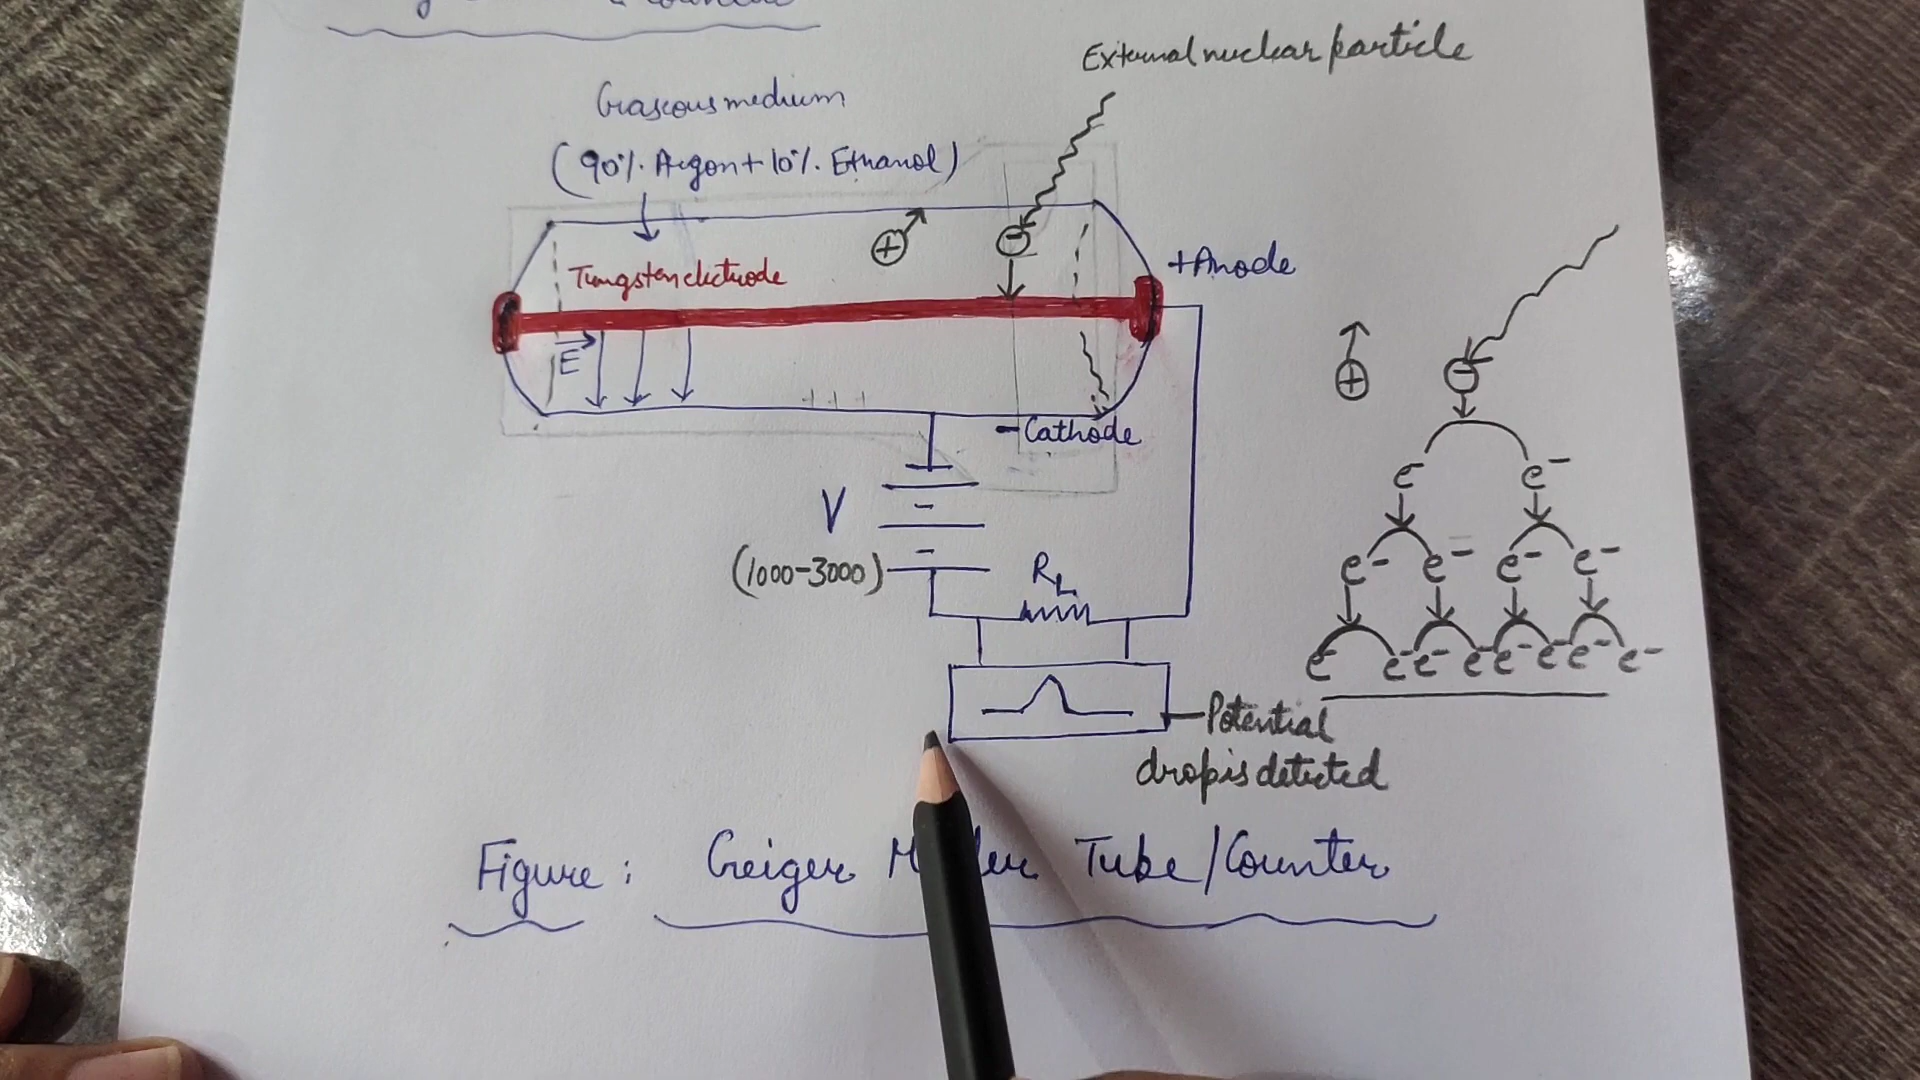 External nuclear particle
Gaseous medium
(90%. Argon + 10%. Ethanol)
+
-
+ Anode
Tungsten electrode
E
+ + +
- Cathode
+
-
V
(1000-3000)
RL
e- e-
e- e- e- e-
e- e- e- e- e- e- e- e-
Potential
drop is detected
Figure : Geiger Tube/Counter